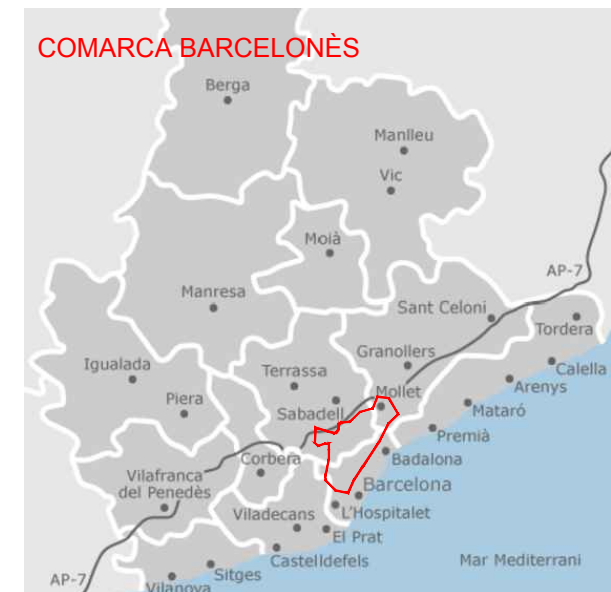 COMARCA BARCELONÈS
Berga
Manlleu
Vic
Moià
AP-7
Manresa
Sant Celoni
Tordera
Granollers
Igualada
Terrassa
Calella
Piera
Mollet
Arenys
Sabadell
Mataró
Premià
Corbera
Badalona
Vilafranca
del Penedès
Barcelona
Viladecans
L'Hospitalet
El Prat
Castelldefels
Mar Mediterrani
Sitges
AP-7
Vilanova